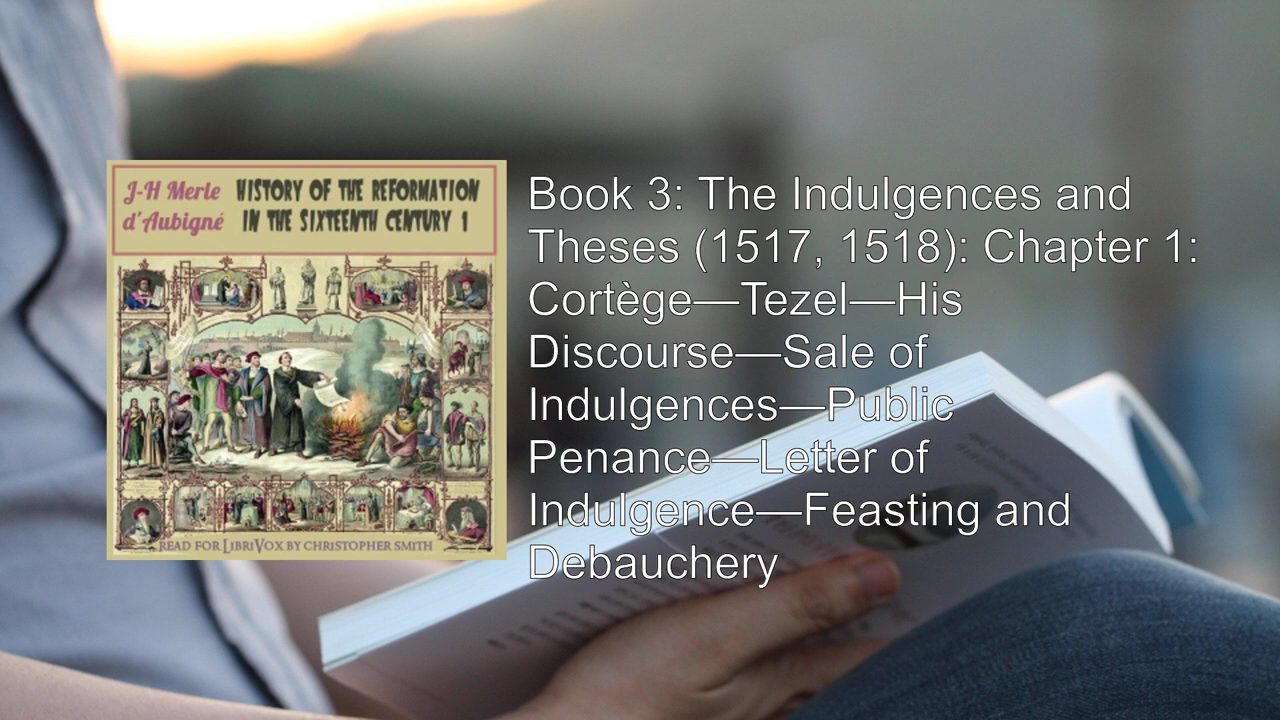 J-H Merle
d'Aubigné
HISTORY OF THE REFORMATION
IN THE SIXTEENTH CENTURY 1
READ FOR LIBRIVOX BY CHRISTOPHER SMITH
Book 3: The Indulgences and
Theses (1517, 1518): Chapter 1:
Cortège—Tezel—His
Discourse—Sale of
Indulgences—Public
Penance—Letter of
Indulgence—Feasting and
Debauchery